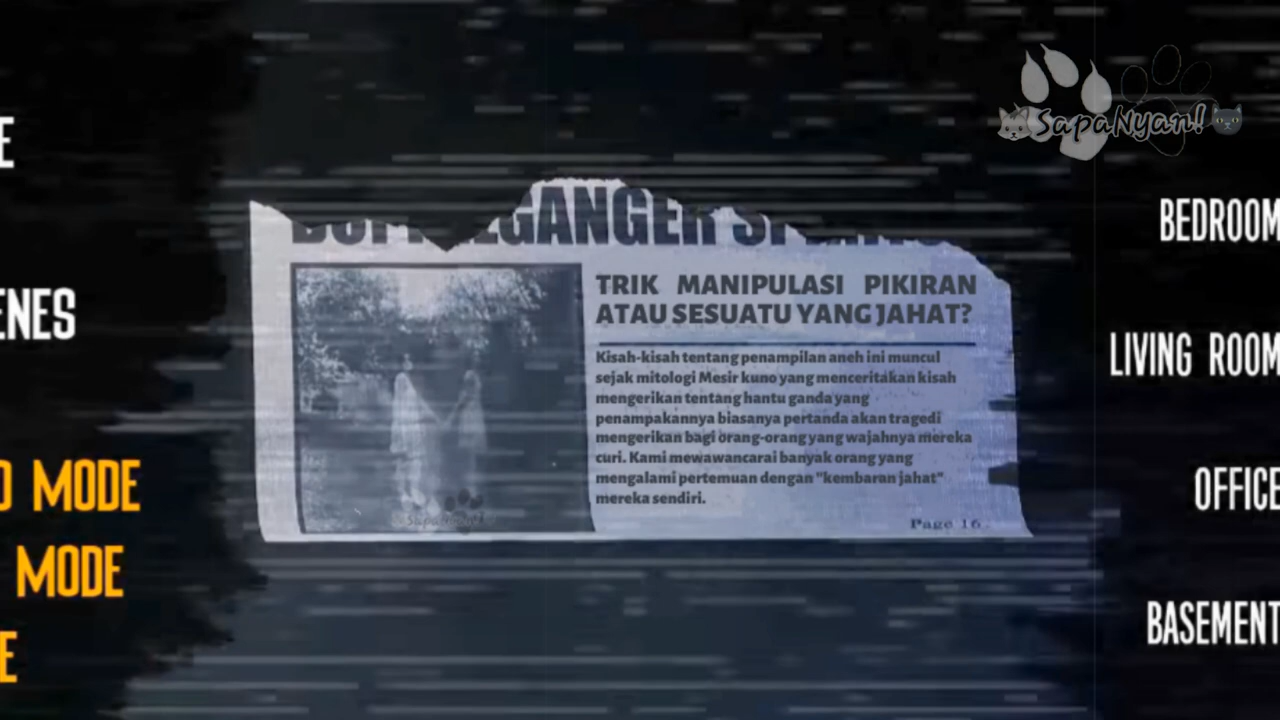 SapaNyan!
BEDROOM
LIVING ROOM
OFFICE
BASEMENT
MODE
MODE
TRIK MANIPULASI PIKIRAN
ATAU SESUATU YANG JAHAT?
Kisah-kisah tentang penampilan aneh ini muncul
sejak mitologi Mesir kuno yang menceritakan kisah
mengerikan tentang hantu ganda yang
penampakannya biasanya pertanda akan tragedi
mengerikan bagi orang-orang yang wajahnya mereka
curi. Kami mewawancarai banyak orang yang
mengalami pertemuan dengan "kembaran jahat"
mereka sendiri.
Page 16.
SapaNyan!